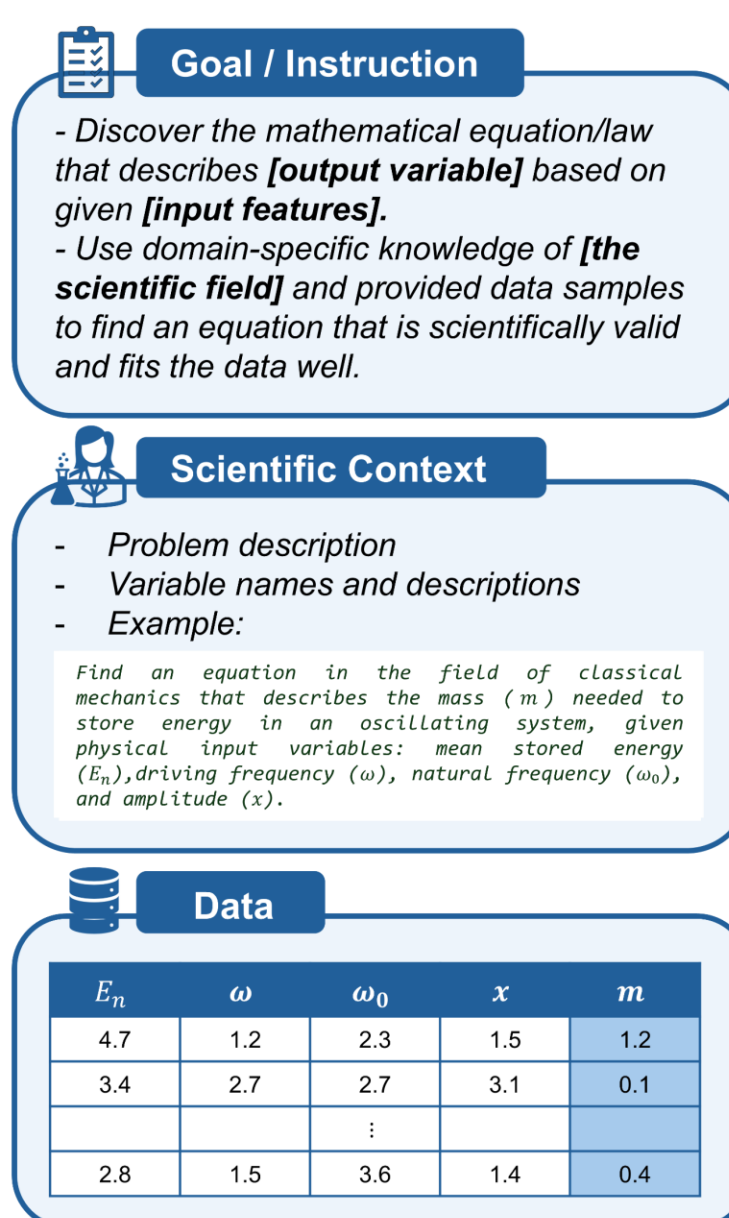 Goal / Instruction
- Discover the mathematical equation/law
that describes [output variable] based on
given [input features].
- Use domain-specific knowledge of [the
scientific field] and provided data samples
to find an equation that is scientifically valid
and fits the data well.
Scientific Context
- Problem description
- Variable names and descriptions
- Example:
Find an equation in the field of classical
mechanics that describes the mass (m) needed to
store energy in an oscillating system, given
physical input variables: mean stored energy
(Eₙ),driving frequency (ω), natural frequency (ω₀),
and amplitude (x).
Data
Eₙ ω ω₀ x m
4.7 1.2 2.3 1.5 1.2
3.4 2.7 2.7 3.1 0.1
⋮
2.8 1.5 3.6 1.4 0.4